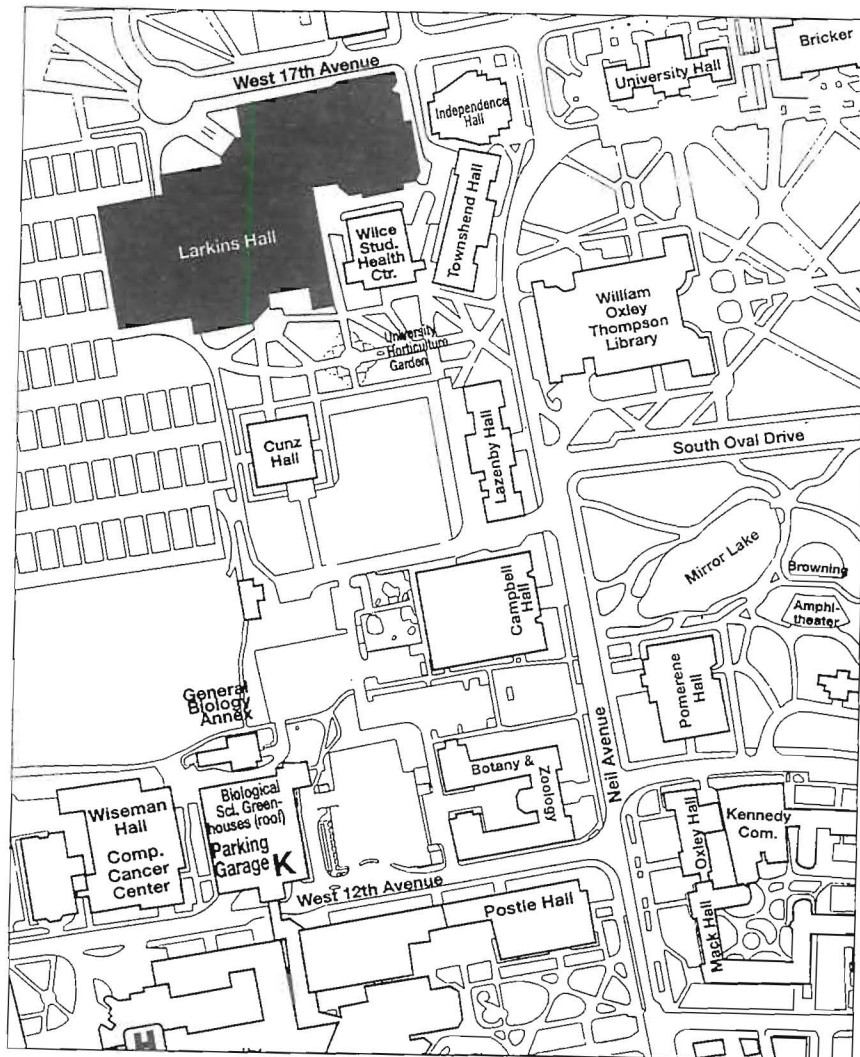 West 17th Avenue
Bricker
University Hall
Independence
Hall
Townshend Hall
Larkins Hall
Wilce
Stud.
Health
Ctr.
William
Oxley
Thompson
Library
University
Horticulture
Garden
Cunz
Hall
Lazenby Hall
South Oval Drive
Mirror Lake
Browning
Amphi-
theater
Campbell
Hall
Pomerene
Hall
General
Biology
Annex
Neil Avenue
Botany &
Zoology
Wiseman
Hall
Comp.
Cancer
Center
Biological
Sci. Green-
houses (roof)
Parking
Garage K
Oxley Hall
Kennedy
Com.
West 12th Avenue
Postle Hall
Mack Hall
H